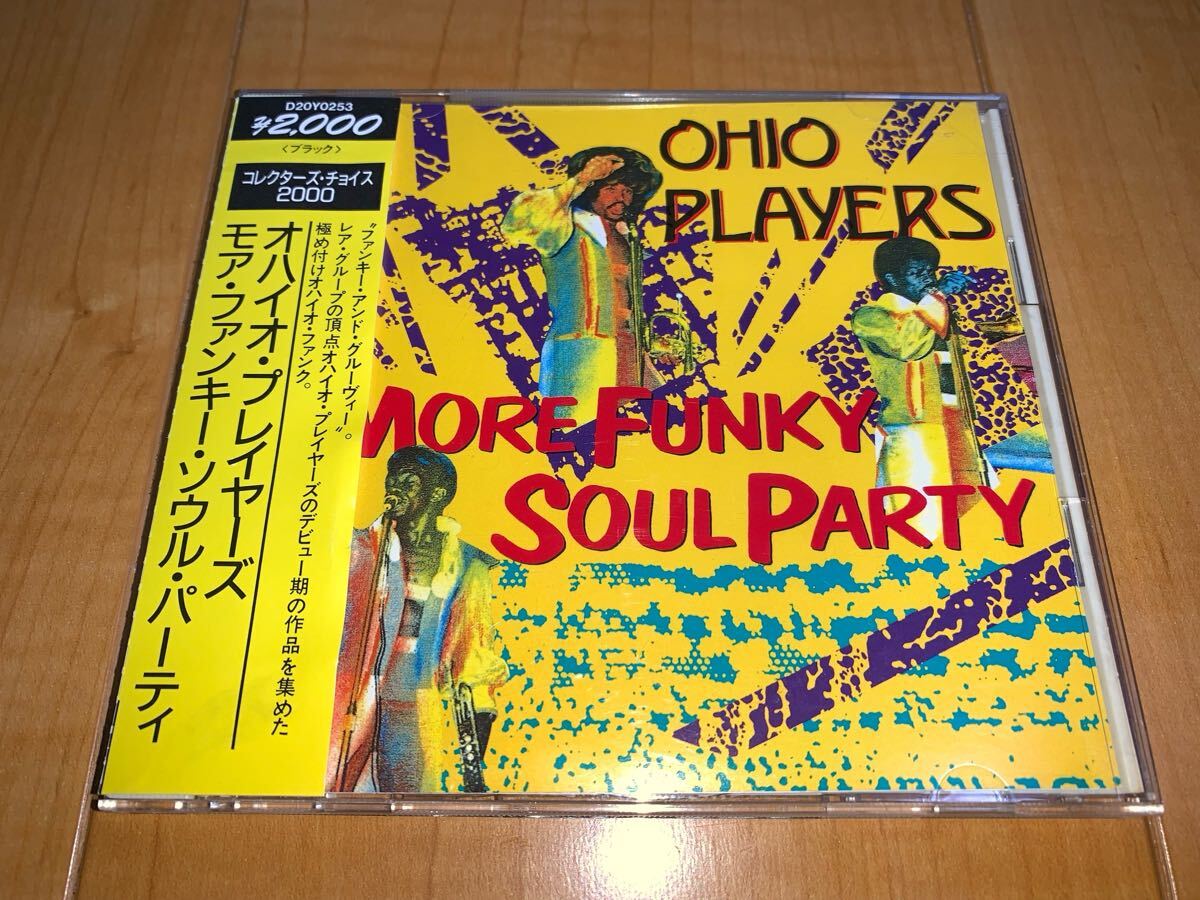 D20Y0253
¥2,000
〈ブラック〉
コレクターズ・チョイス
2000
オハイオ・プレイヤーズ
モア・ファンキー・ソウル・パーティ
“ファンキー・アンド・グルーヴィー”。
レア・グループの頂点オハイオ・プレイヤーズのデビュー期の作品を集めた
極め付けオハイオ・ファンク。
OHIO
PLAYERS
MORE FUNKY
SOUL PARTY